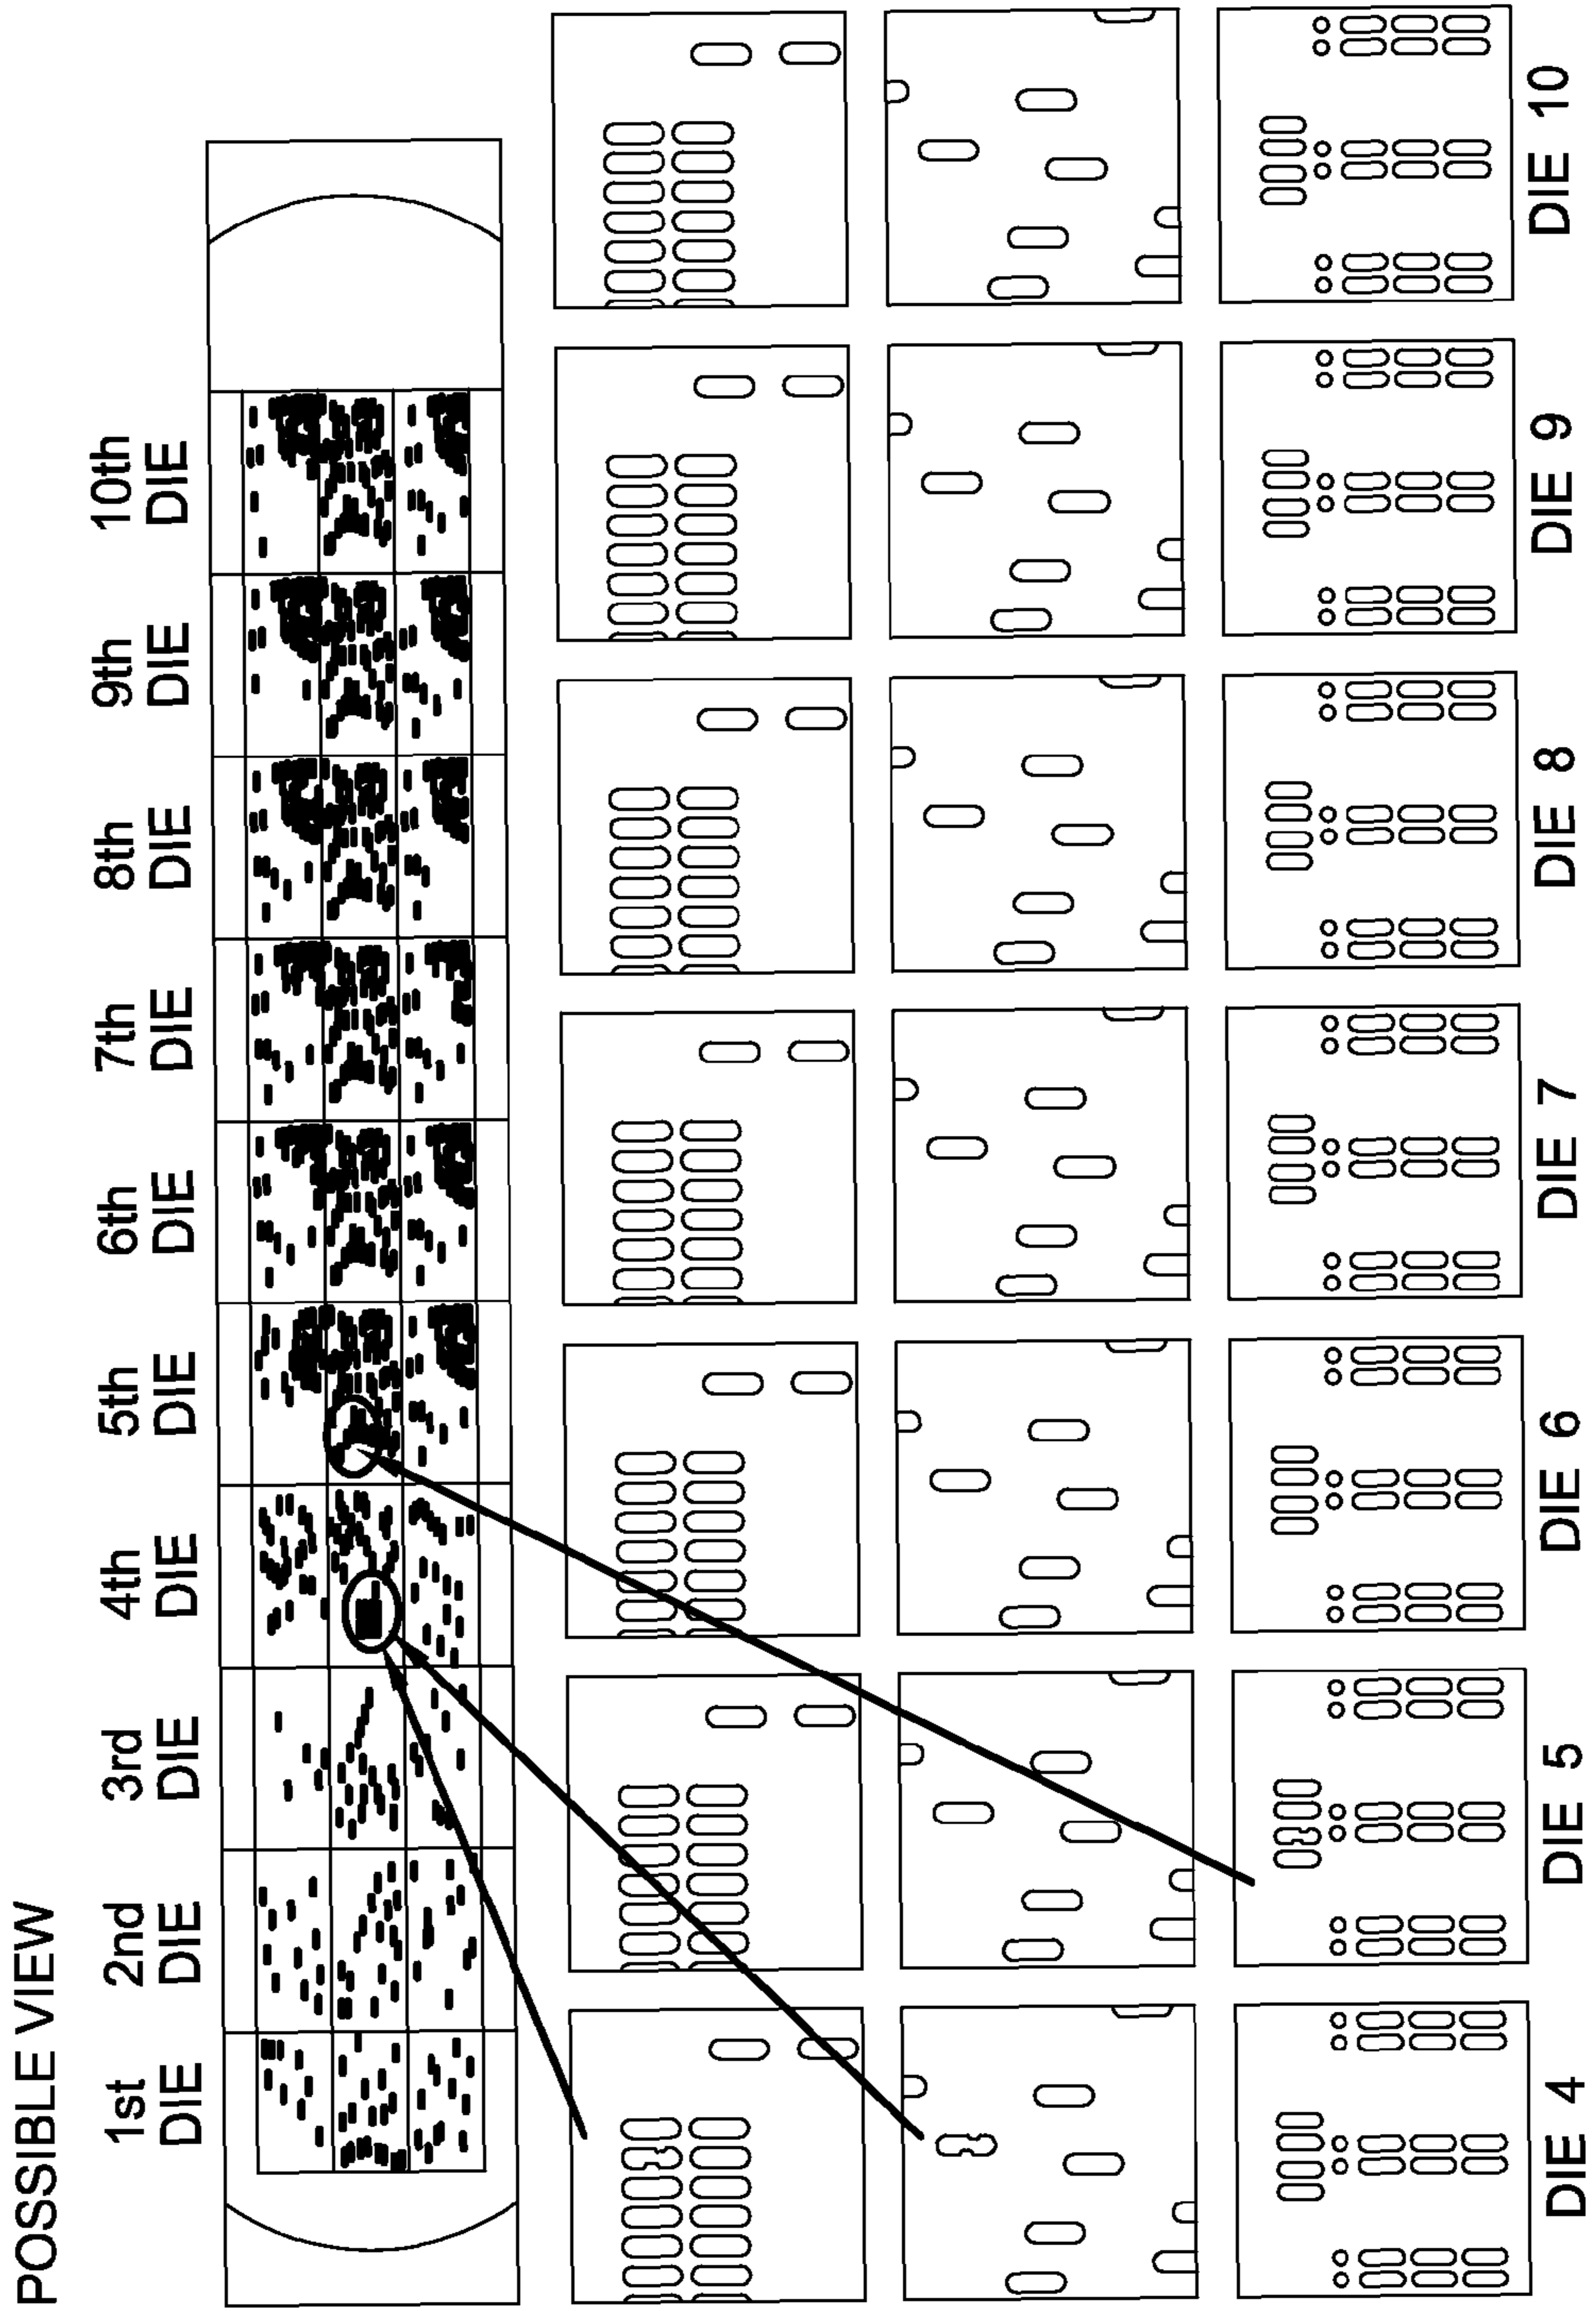 POSSIBLE VIEW
1st
DIE
2nd
DIE
3rd
DIE
4th
DIE
5th
DIE
6th
DIE
7th
DIE
8th
DIE
9th
DIE
10th
DIE
DIE 4
DIE 5
DIE 6
DIE 7
DIE 8
DIE 9
DIE 10